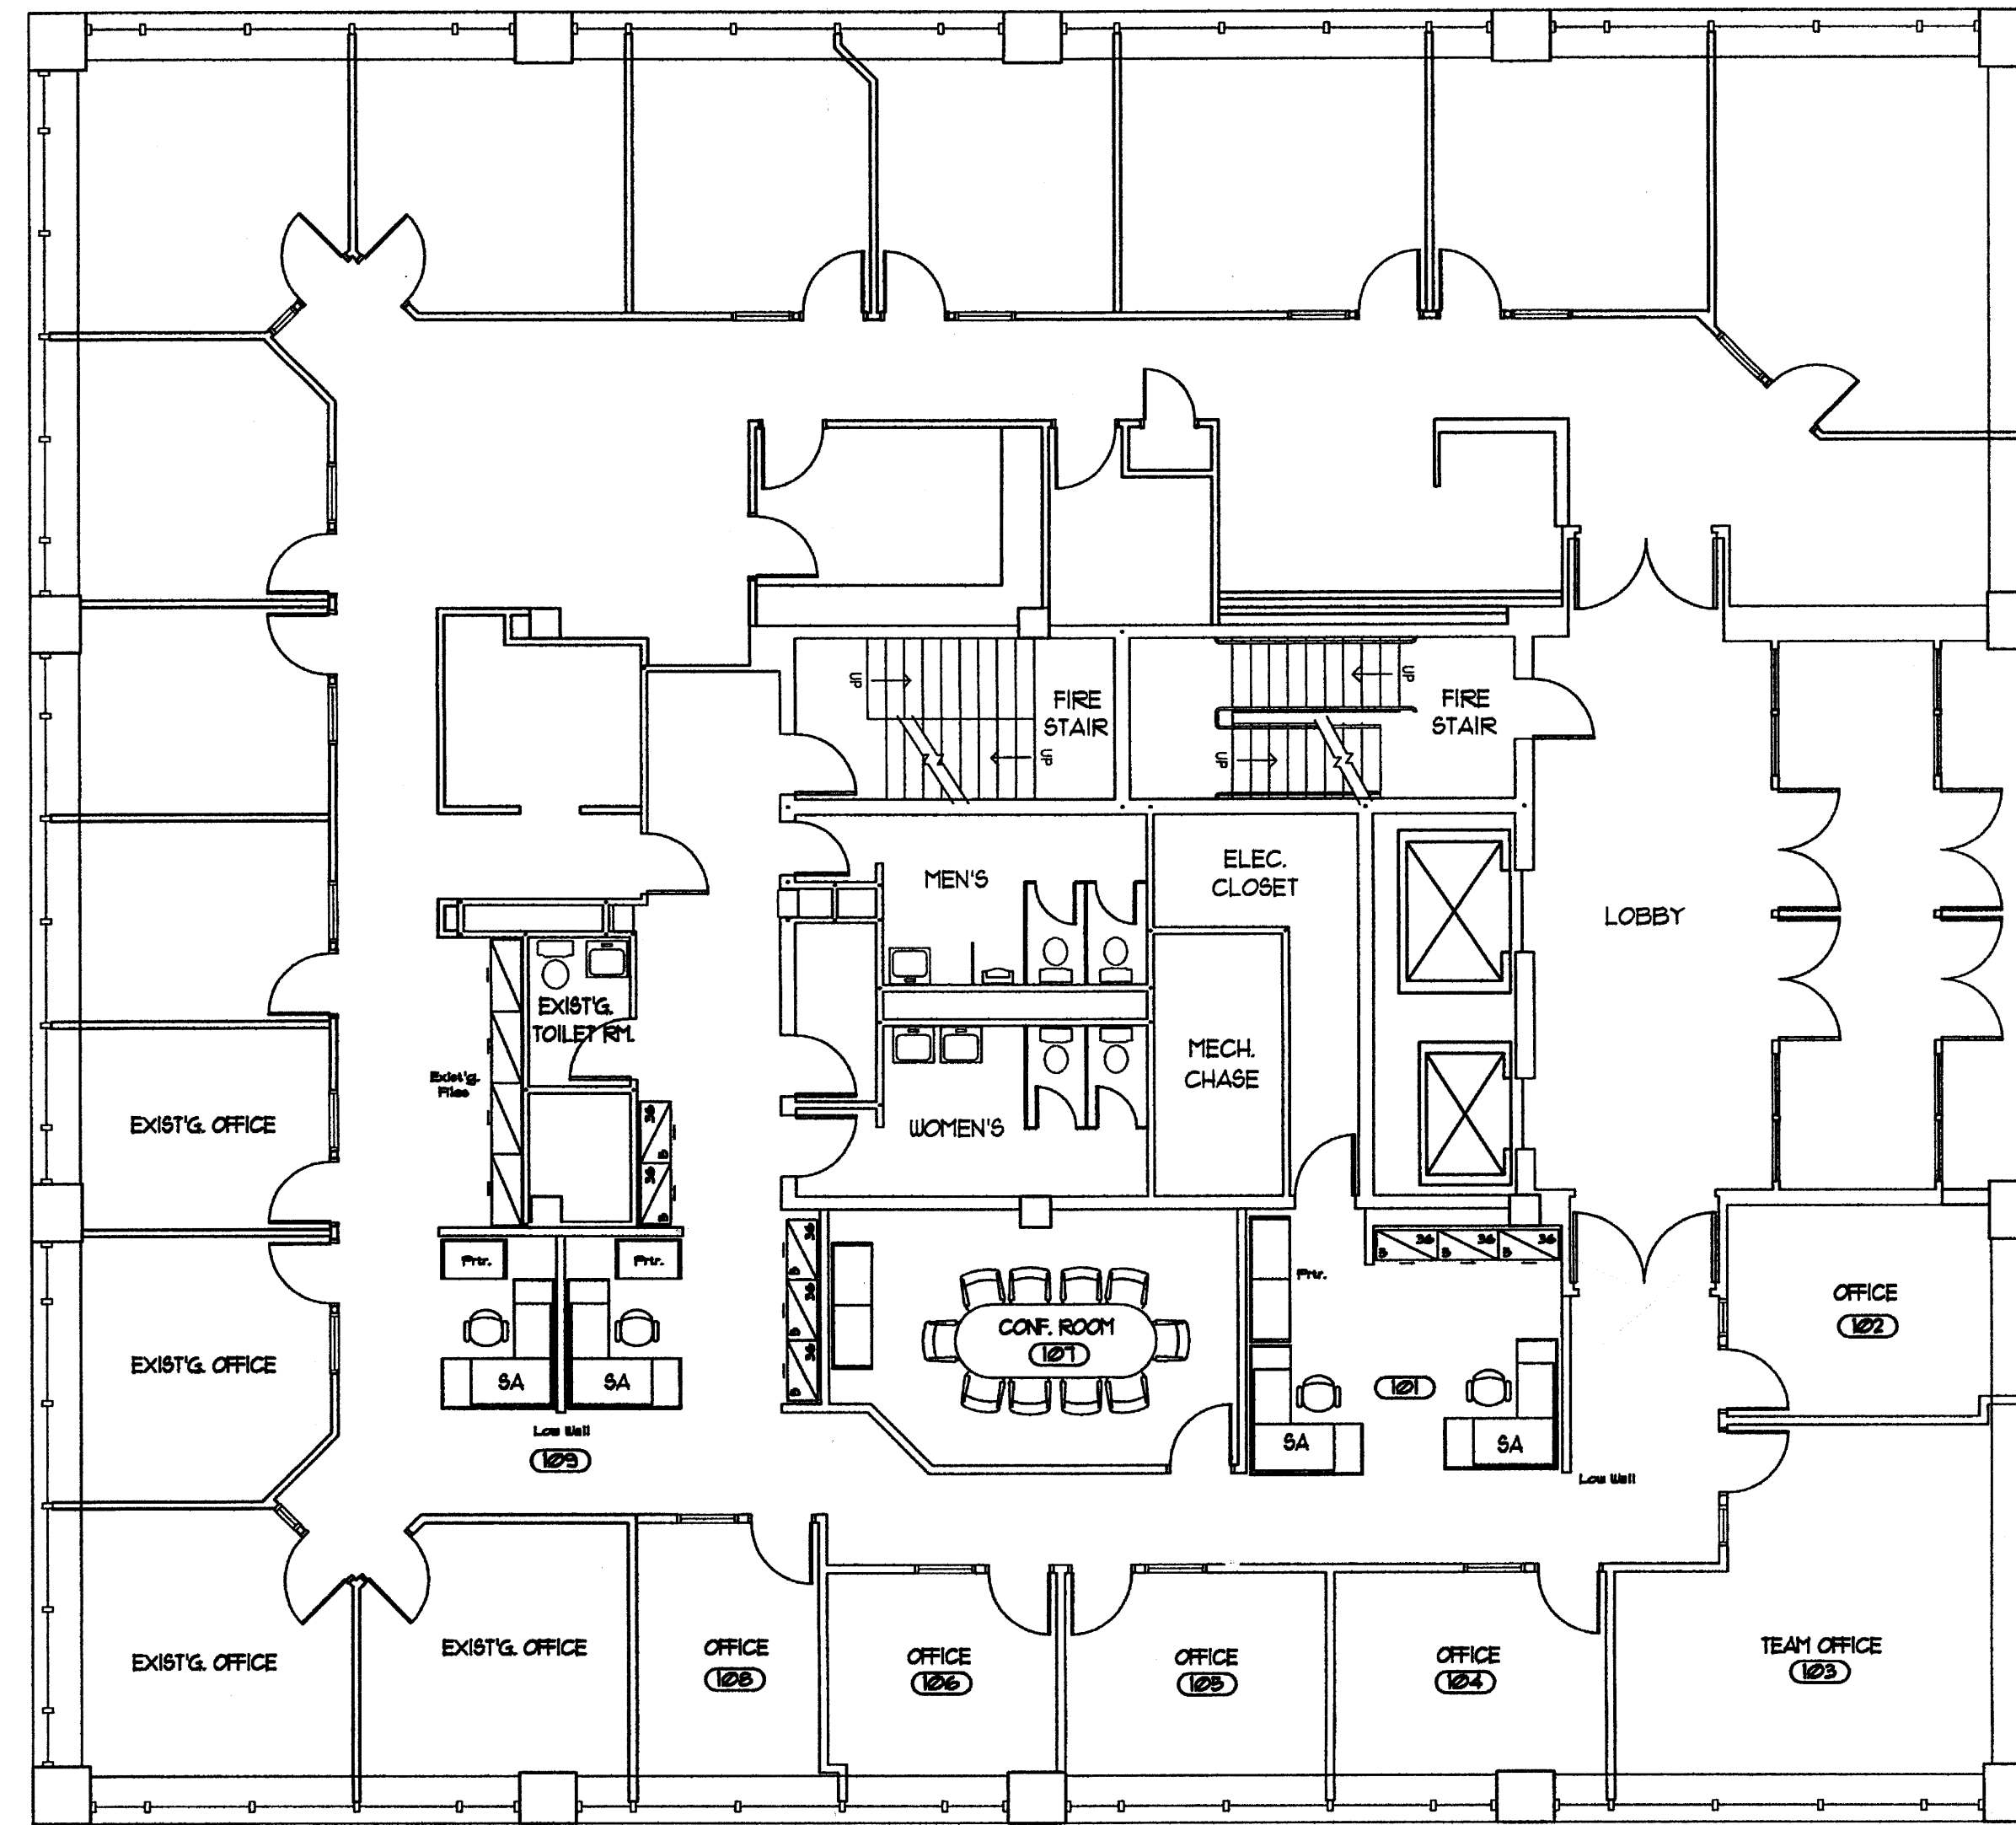 UP
FIRE
STAIR
UP
UP
FIRE
STAIR
UP
MEN'S
ELEC.
CLOSET
LOBBY
EXIST'G.
TOILET RM.
MECH.
CHASE
Exist'g.
Files
EXIST'G. OFFICE
WOMEN'S
36
B
36
B
Prtr.
Prtr.
36
B
36
B
36
B
Prtr.
36
B
36
B
36
B
OFFICE
102
CONF. ROOM
107
EXIST'G. OFFICE
SA
SA
101
SA
SA
Low Wall
109
Low Wall
EXIST'G. OFFICE
EXIST'G. OFFICE
OFFICE
108
OFFICE
106
OFFICE
105
OFFICE
104
TEAM OFFICE
103